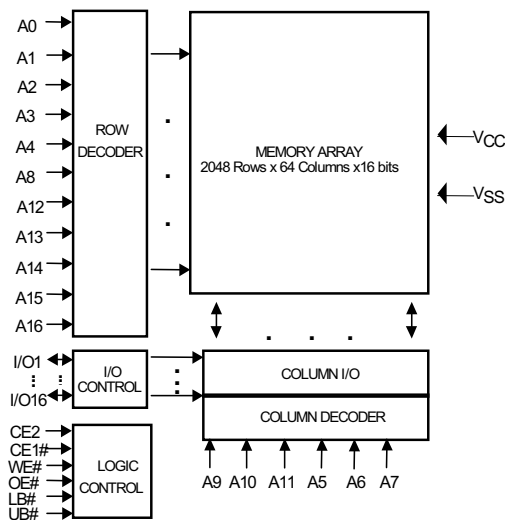 A0
A1
A2
A3
A4
A8
A12
A13
A14
A15
A16
ROW
DECODER
MEMORY ARRAY
2048 Rows x 64 Columns x16 bits
VCC
VSS
I/O1
I/O16
I/O
CONTROL
COLUMN I/O
COLUMN DECODER
CE2
CE1#
WE#
OE#
LB#
UB#
LOGIC
CONTROL
A9 A10 A11 A5 A6 A7